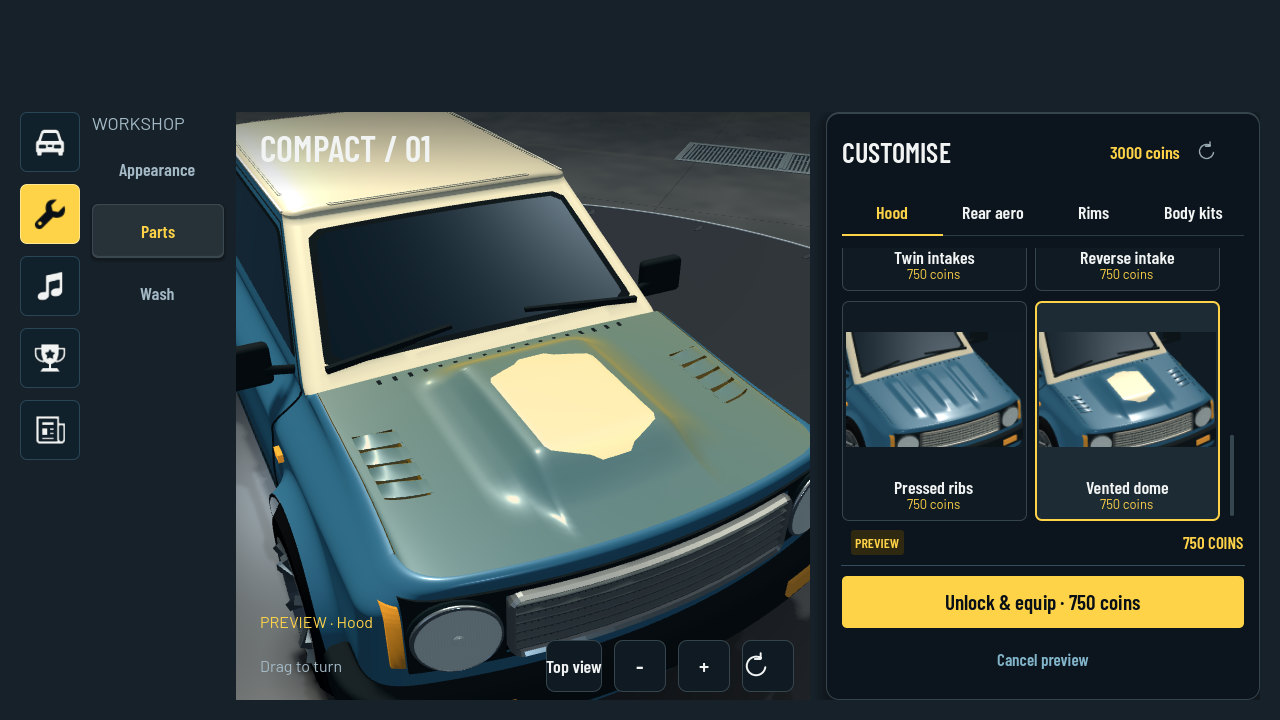 WORKSHOP
Appearance
Parts
Wash
COMPACT / 01
PREVIEW · Hood
Drag to turn
Top view
-
+
CUSTOMISE
3000 coins
Hood
Rear aero
Rims
Body kits
Twin intakes
750 coins
Reverse intake
750 coins
Pressed ribs
750 coins
Vented dome
750 coins
PREVIEW
750 COINS
Unlock & equip · 750 coins
Cancel preview